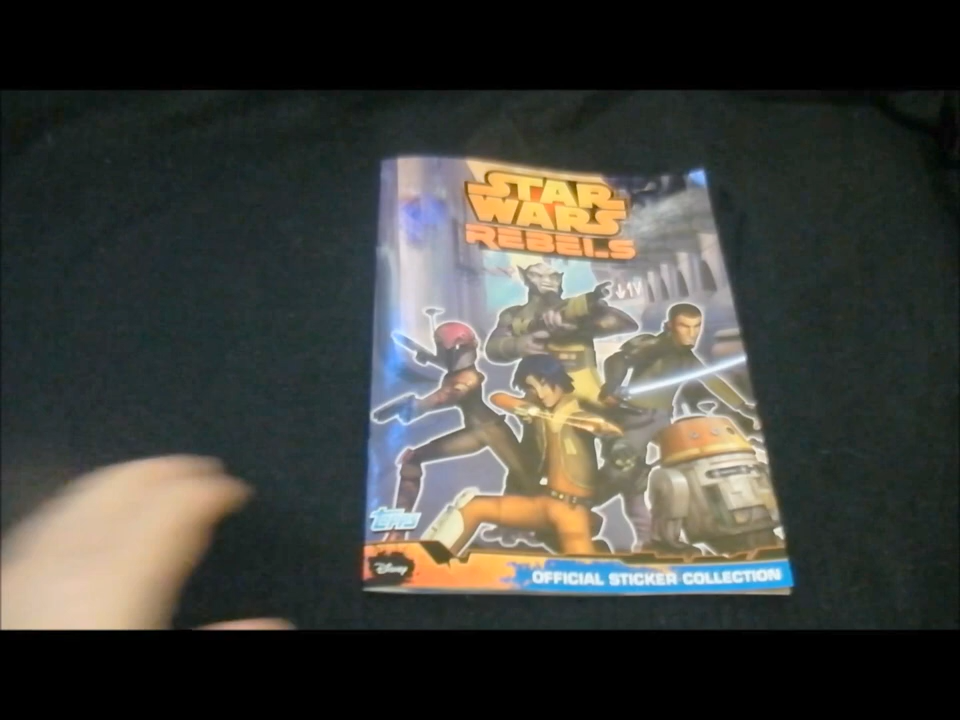 STAR
WARS
REBELS
Topps
Disney
OFFICIAL STICKER COLLECTION